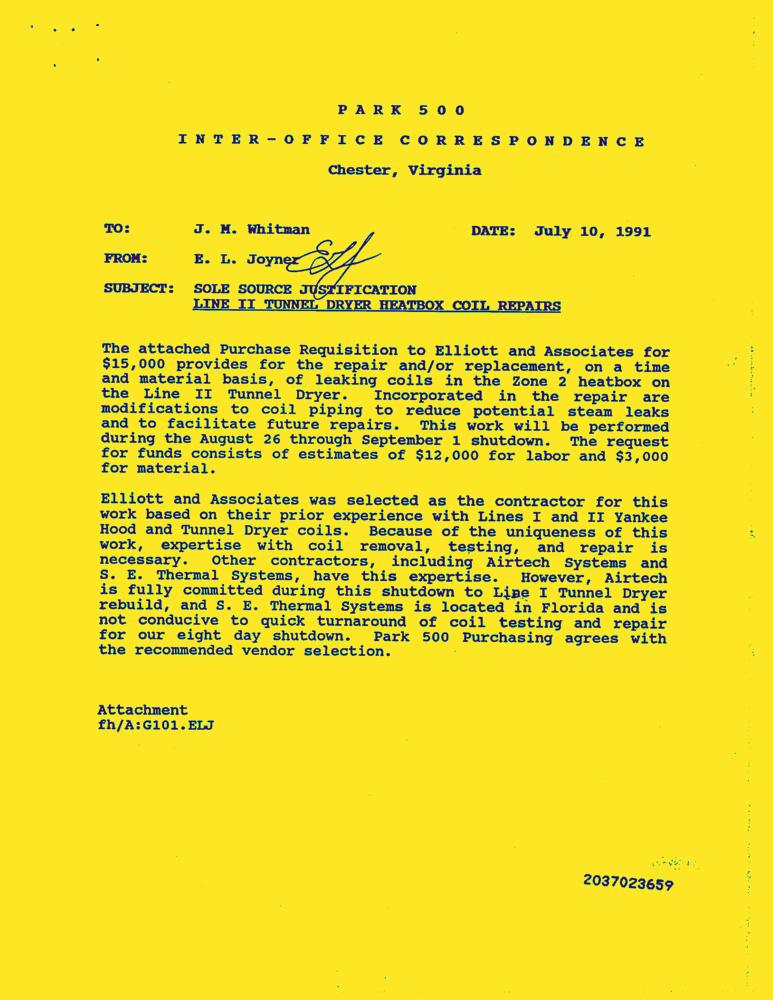 PARK 500
INTER-OFFICE CORRESPONDENCE
Chester, Virginia
TO: J. M. Whitman DATE: July 10, 1991
FROM: E. L. Joyner ELJ
SUBJECT: SOLE SOURCE JUSTIFICATION
LINE II TUNNEL DRYER HEATBOX COIL REPAIRS
The attached Purchase Requisition to Elliott and Associates for
$15,000 provides for the repair and/or replacement, on a time
and material basis, of leaking coils in the Zone 2 heatbox on
the Line II Tunnel Dryer. Incorporated in the repair are
modifications to coil piping to reduce potential steam leaks
and to facilitate future repairs. This work will be performed
during the August 26 through September 1 shutdown. The request
for funds consists of estimates of $12,000 for labor and $3,000
for material.
Elliott and Associates was selected as the contractor for this
work based on their prior experience with Lines I and II Yankee
Hood and Tunnel Dryer coils. Because of the uniqueness of this
work, expertise with coil removal, testing, and repair is
necessary. Other contractors, including Airtech Systems and
S. E. Thermal Systems, have this expertise. However, Airtech
is fully committed during this shutdown to Line I Tunnel Dryer
rebuild, and S. E. Thermal Systems is located in Florida and is
not conducive to quick turnaround of coil testing and repair
for our eight day shutdown. Park 500 Purchasing agrees with
the recommended vendor selection.
Attachment
fh/A:G101.ELJ
2037023659